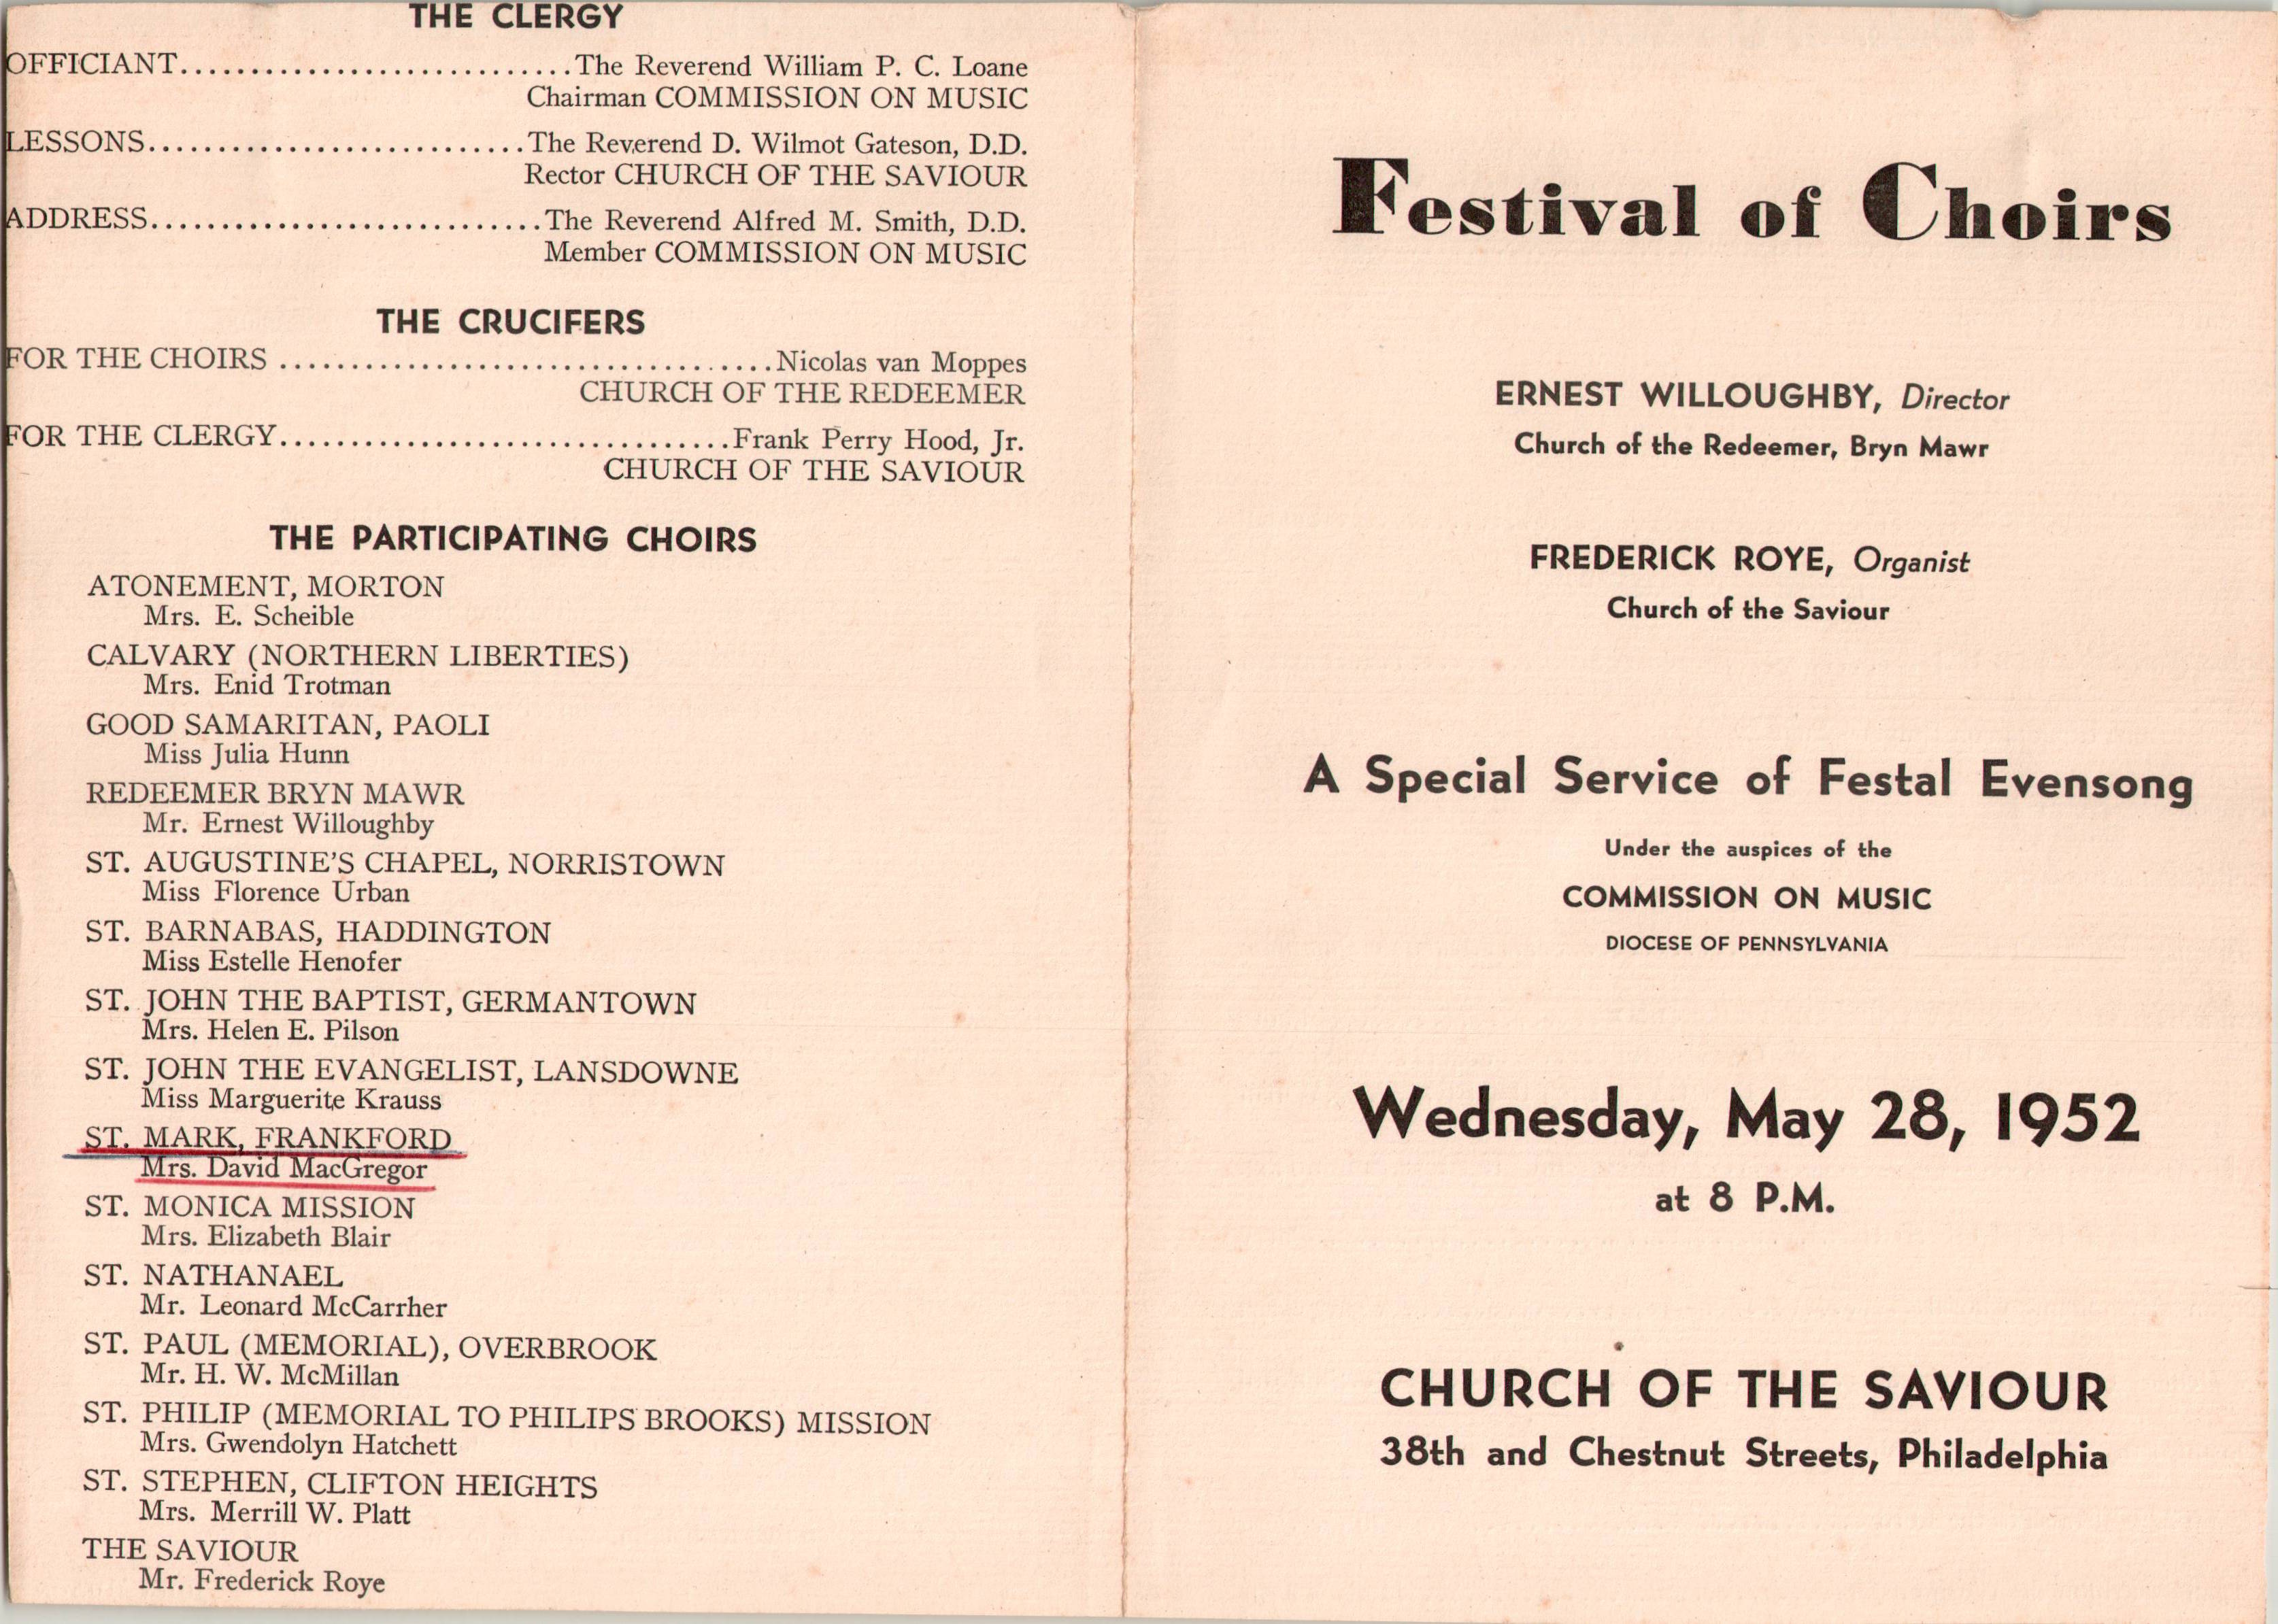 THE CLERGY
OFFICIANT............................The Reverend William P. C. Loane
Chairman COMMISSION ON MUSIC
LESSONS...........................The Reverend D. Wilmot Gateson, D.D.
Rector CHURCH OF THE SAVIOUR
ADDRESS............................The Reverend Alfred M. Smith, D.D.
Member COMMISSION ON MUSIC
THE CRUCIFERS
FOR THE CHOIRS ...................................Nicolas van Moppes
CHURCH OF THE REDEEMER
FOR THE CLERGY................................Frank Perry Hood, Jr.
CHURCH OF THE SAVIOUR
THE PARTICIPATING CHOIRS
ATONEMENT, MORTON
Mrs. E. Scheible
CALVARY (NORTHERN LIBERTIES)
Mrs. Enid Trotman
GOOD SAMARITAN, PAOLI
Miss Julia Hunn
REDEEMER BRYN MAWR
Mr. Ernest Willoughby
ST. AUGUSTINE'S CHAPEL, NORRISTOWN
Miss Florence Urban
ST. BARNABAS, HADDINGTON
Miss Estelle Henofer
ST. JOHN THE BAPTIST, GERMANTOWN
Mrs. Helen E. Pilson
ST. JOHN THE EVANGELIST, LANSDOWNE
Miss Marguerite Krauss
ST. MARK, FRANKFORD
Mrs. David MacGregor
ST. MONICA MISSION
Mrs. Elizabeth Blair
ST. NATHANAEL
Mr. Leonard McCarrher
ST. PAUL (MEMORIAL), OVERBROOK
Mr. H. W. McMillan
ST. PHILIP (MEMORIAL TO PHILIPS BROOKS) MISSION
Mrs. Gwendolyn Hatchett
ST. STEPHEN, CLIFTON HEIGHTS
Mrs. Merrill W. Platt
THE SAVIOUR
Mr. Frederick Roye
Festival of Choirs
ERNEST WILLOUGHBY, Director
Church of the Redeemer, Bryn Mawr
FREDERICK ROYE, Organist
Church of the Saviour
A Special Service of Festal Evensong
Under the auspices of the
COMMISSION ON MUSIC
DIOCESE OF PENNSYLVANIA
Wednesday, May 28, 1952
at 8 P.M.
CHURCH OF THE SAVIOUR
38th and Chestnut Streets, Philadelphia